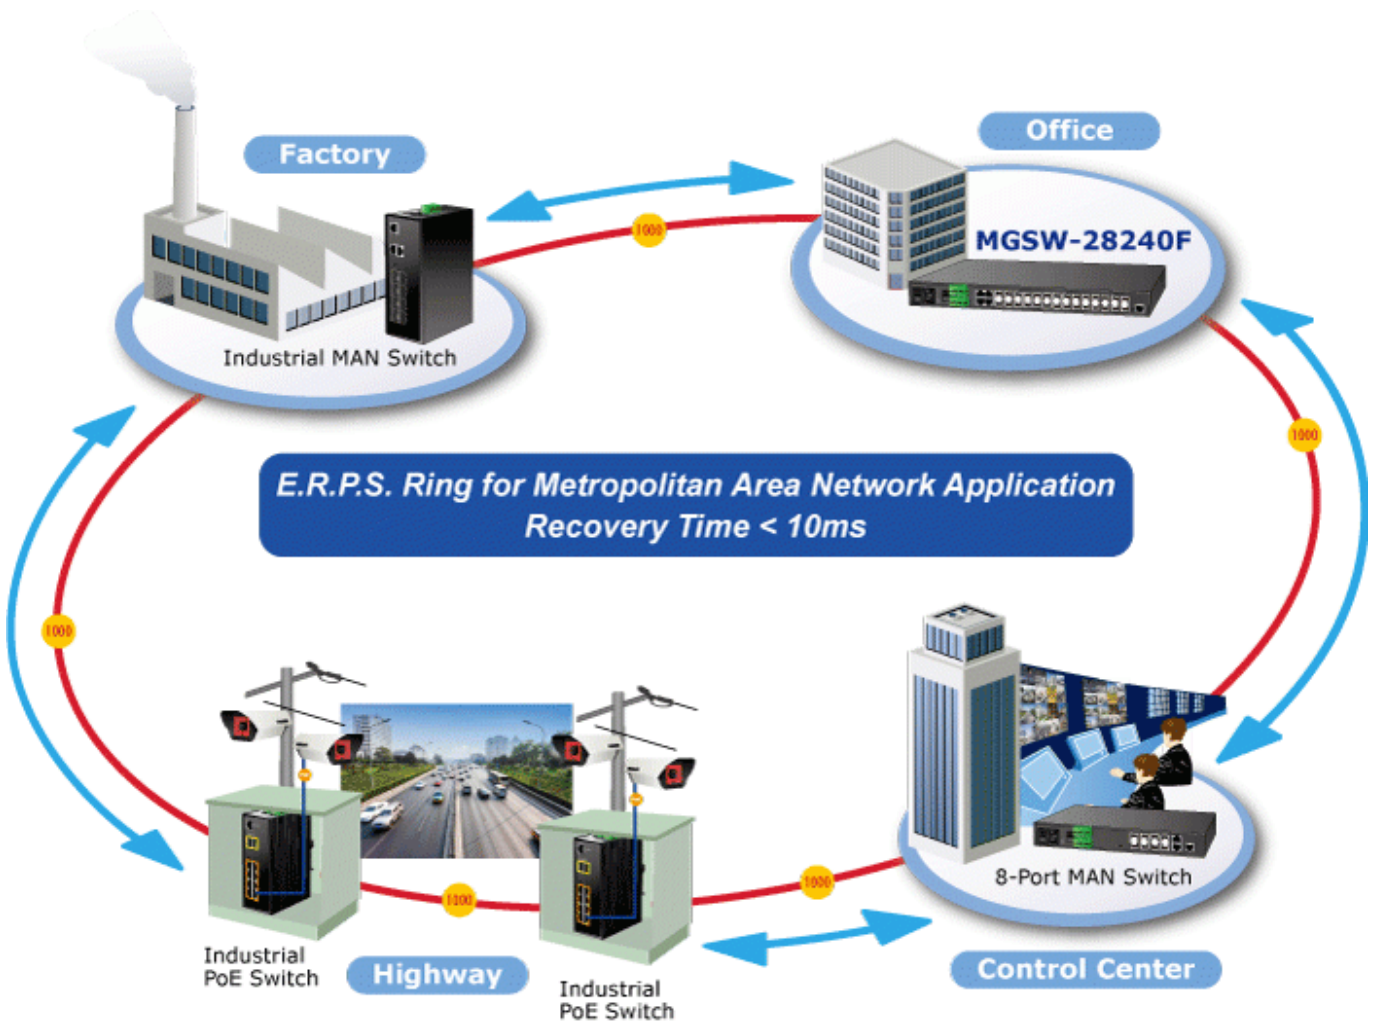 Office
Factory
1000
MGSW-28240F
Industrial MAN Switch
1000
E.R.P.S. Ring for Metropolitan Area Network Application
Recovery Time < 10ms
1000
8-Port MAN Switch
1000
1000
Industrial
PoE Switch
Highway
Control Center
Industrial
PoE Switch